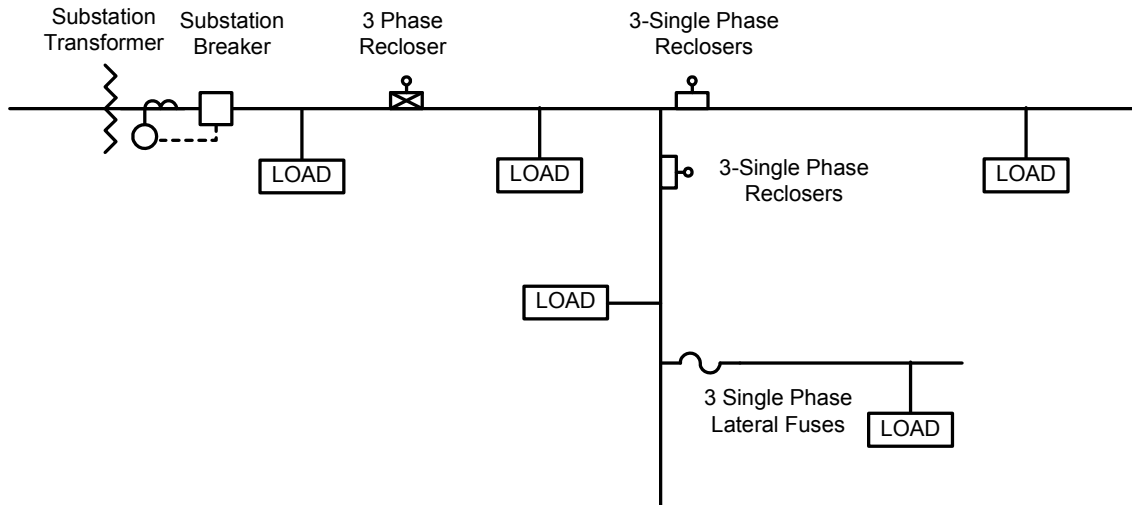 Substation
Transformer
Substation
Breaker
3 Phase
Recloser
3-Single Phase
Reclosers
LOAD
LOAD
3-Single Phase
Reclosers
LOAD
LOAD
3 Single Phase
Lateral Fuses
LOAD